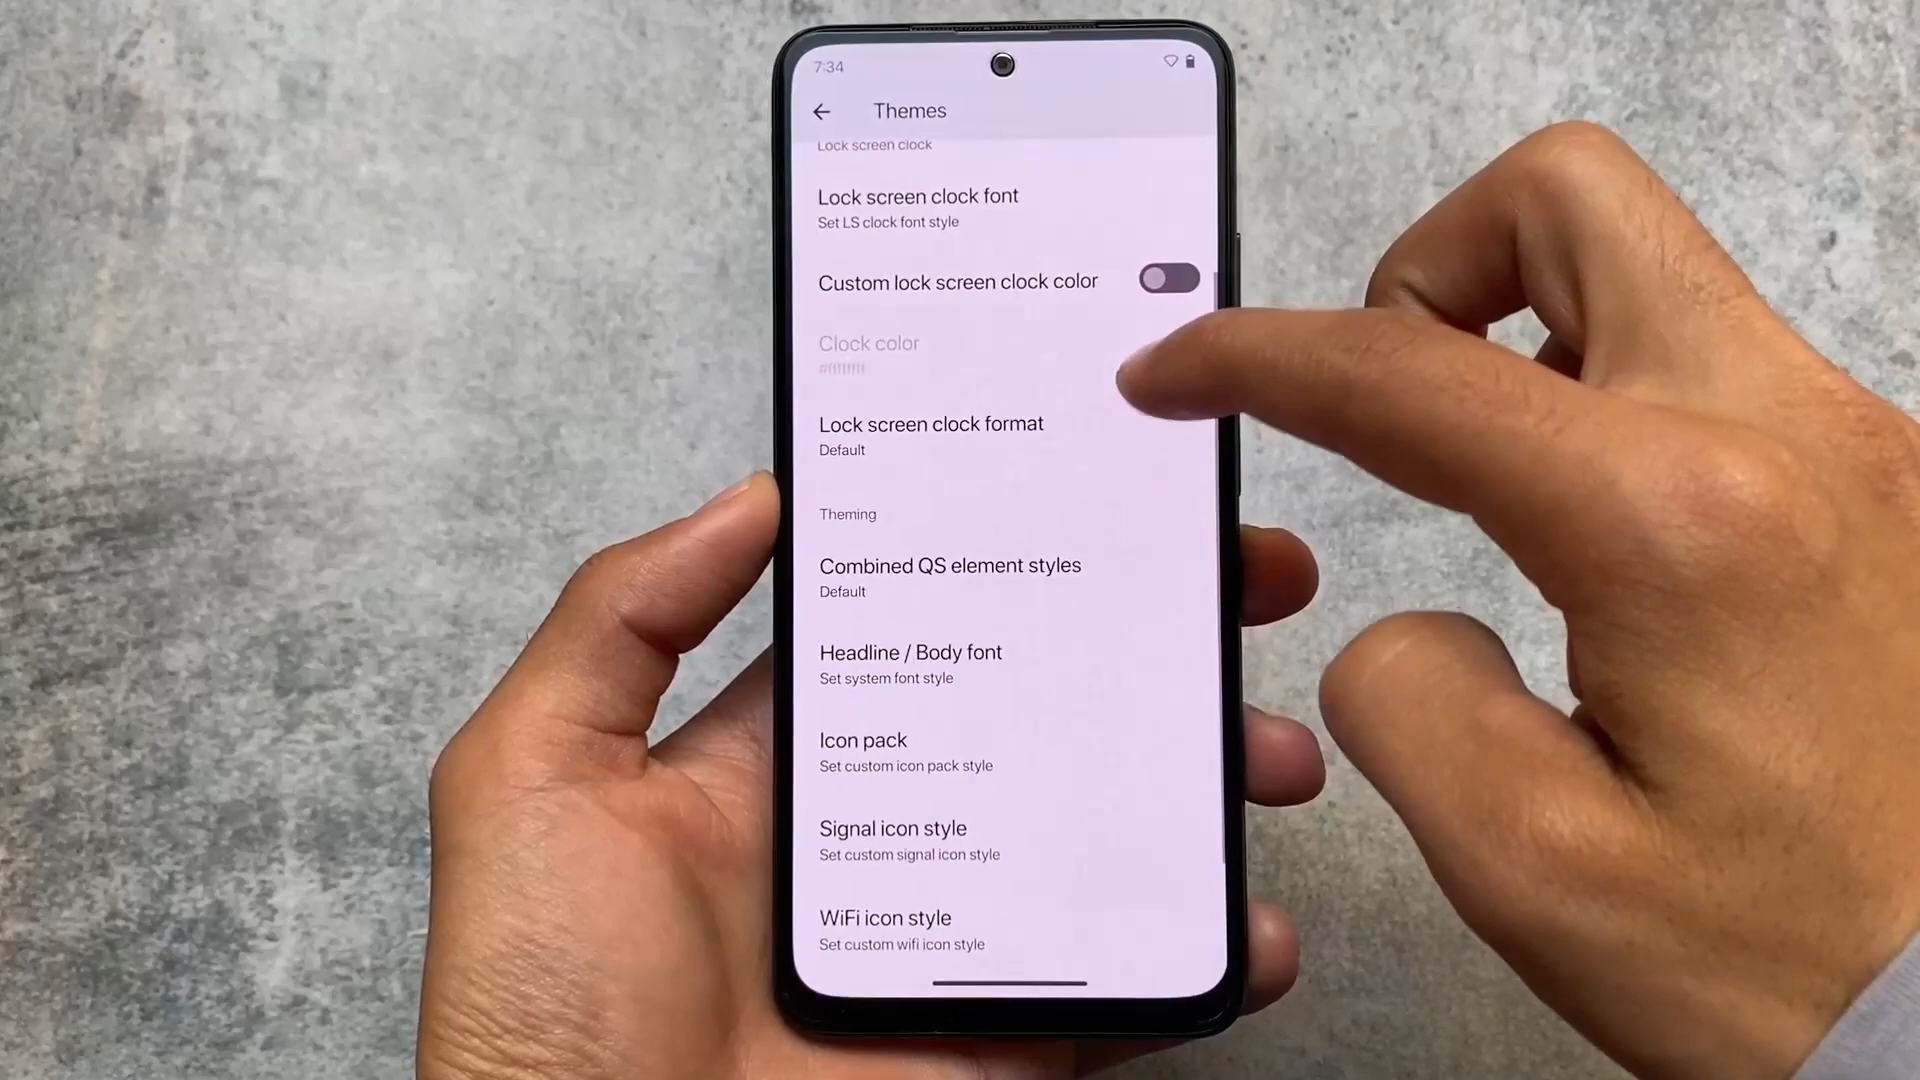 7:34
Themes
Lock screen clock
Lock screen clock font
Set LS clock font style
Custom lock screen clock color
Clock color
#ffffffff
Lock screen clock format
Default
Theming
Combined QS element styles
Default
Headline / Body font
Set system font style
Icon pack
Set custom icon pack style
Signal icon style
Set custom signal icon style
WiFi icon style
Set custom wifi icon style